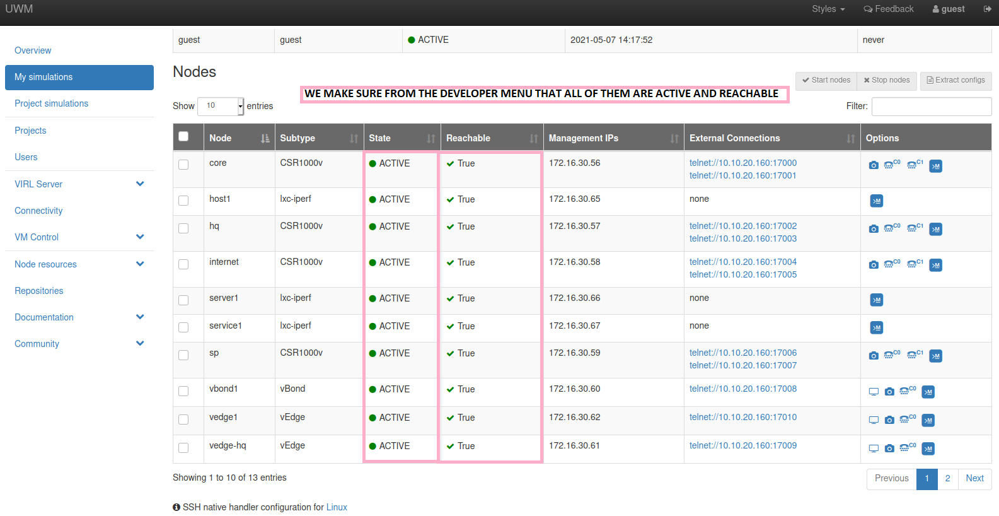 UWM
Styles
Feedback
guest
Overview
My simulations
Project simulations
Projects
Users
VIRL Server
Connectivity
VM Control
Node resources
Repositories
Documentation
Community
guest guest ACTIVE 2021-05-07 14:17:52 never
Nodes
Start nodes Stop nodes Extract configs
WE MAKE SURE FROM THE DEVELOPER MENU THAT ALL OF THEM ARE ACTIVE AND REACHABLE
Show 10 entries
Filter:
Node Subtype State Reachable Management IPs External Connections Options
core CSR1000v ACTIVE True 172.16.30.56 telnet://10.10.20.160:17000 C0 C1 >M
telnet://10.10.20.160:17001
host1 lxc-iperf ACTIVE True 172.16.30.65 none >M
hq CSR1000v ACTIVE True 172.16.30.57 telnet://10.10.20.160:17002 C0 C1 >M
telnet://10.10.20.160:17003
internet CSR1000v ACTIVE True 172.16.30.58 telnet://10.10.20.160:17004 C0 C1 >M
telnet://10.10.20.160:17005
server1 lxc-iperf ACTIVE True 172.16.30.66 none >M
service1 lxc-iperf ACTIVE True 172.16.30.67 none >M
sp CSR1000v ACTIVE True 172.16.30.59 telnet://10.10.20.160:17006 C0 C1 >M
telnet://10.10.20.160:17007
vbond1 vBond ACTIVE True 172.16.30.60 telnet://10.10.20.160:17008 C0 >M
vedge1 vEdge ACTIVE True 172.16.30.62 telnet://10.10.20.160:17010 C0 >M
vedge-hq vEdge ACTIVE True 172.16.30.61 telnet://10.10.20.160:17009 C0 >M
Showing 1 to 10 of 13 entries
Previous 1 2 Next
SSH native handler configuration for Linux